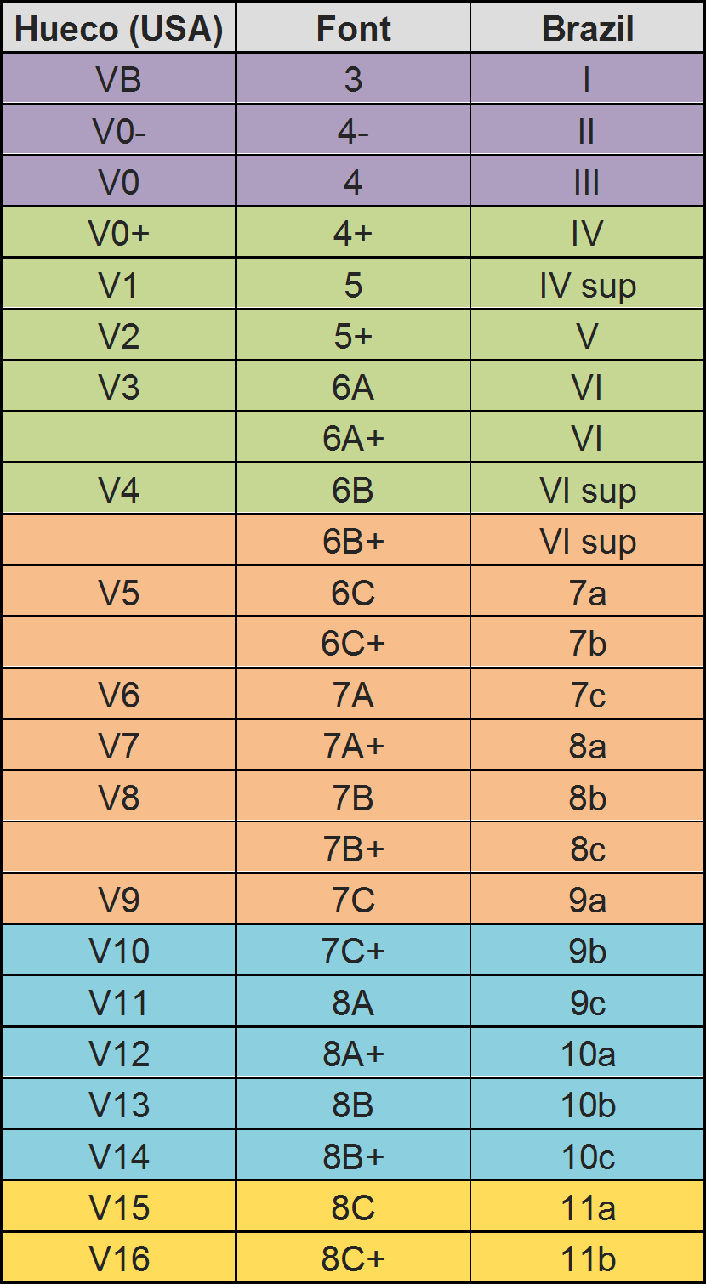 Hueco (USA) Font Brazil
VB 3 I
V0- 4- II
V0 4 III
V0+ 4+ IV
V1 5 IV sup
V2 5+ V
V3 6A VI
6A+ VI
V4 6B VI sup
6B+ VI sup
V5 6C 7a
6C+ 7b
V6 7A 7c
V7 7A+ 8a
V8 7B 8b
7B+ 8c
V9 7C 9a
V10 7C+ 9b
V11 8A 9c
V12 8A+ 10a
V13 8B 10b
V14 8B+ 10c
V15 8C 11a
V16 8C+ 11b